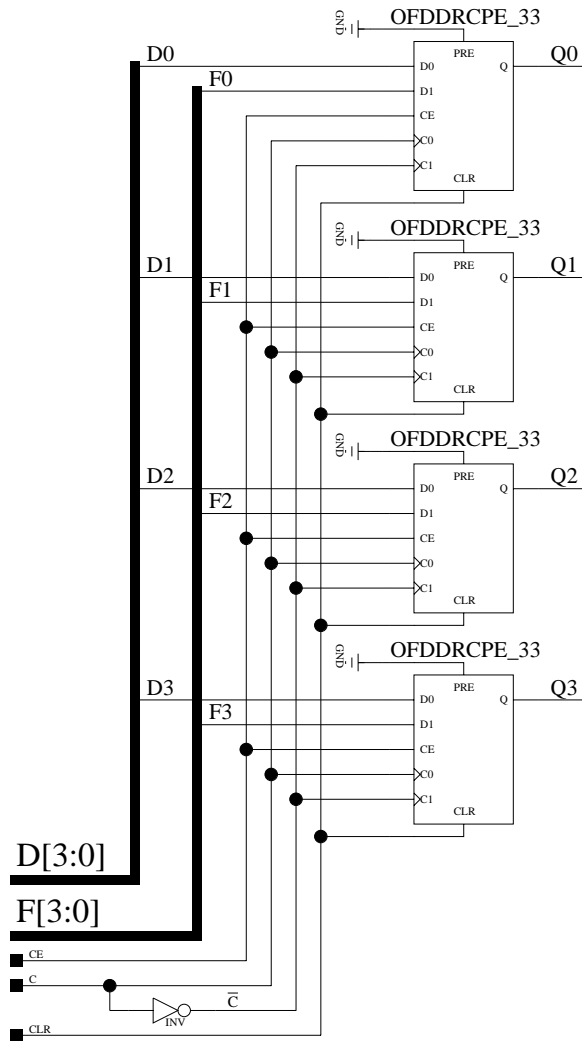 OFDDRCPE_33
GND
PRE
D0
Q0
D0
Q
F0
D1
CE
C0
C1
CLR
OFDDRCPE_33
GND
PRE
D1
Q1
D0
Q
F1
D1
CE
C0
C1
CLR
OFDDRCPE_33
GND
PRE
D2
Q2
D0
Q
F2
D1
CE
C0
C1
CLR
OFDDRCPE_33
GND
PRE
D3
Q3
D0
Q
F3
D1
CE
C0
C1
CLR
D[3:0]
F[3:0]
CE
C
C̅
INV
CLR